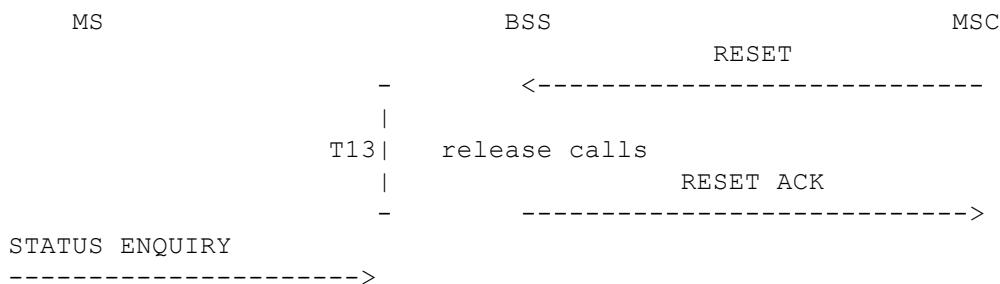 MS BSS MSC
RESET
- <----------------------------
|
T13| release calls
| RESET ACK
- ---------------------------->
STATUS ENQUIRY
---------------------->